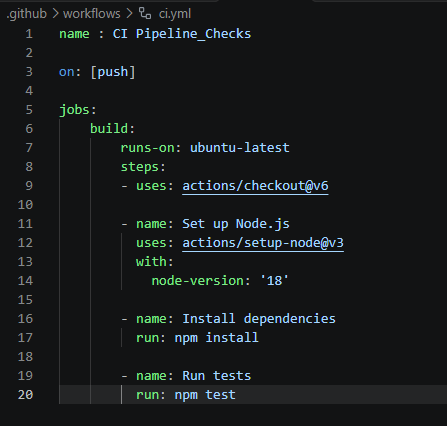 .github > workflows > ci.yml
1 name : CI Pipeline_Checks
2
3 on: [push]
4
5 jobs:
6     build:
7         runs-on: ubuntu-latest
8         steps:
9         - uses: actions/checkout@v6
10
11         - name: Set up Node.js
12           uses: actions/setup-node@v3
13           with:
14             node-version: '18'
15
16         - name: Install dependencies
17           run: npm install
18
19         - name: Run tests
20           run: npm test